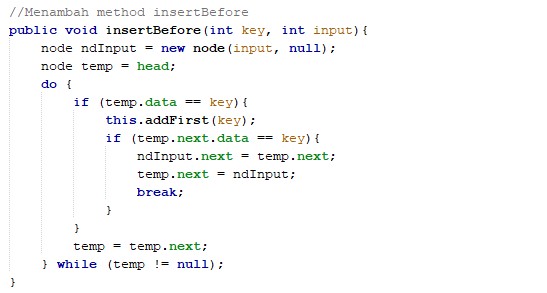 //Menambah method insertBefore
public void insertBefore(int key, int input){
    node ndInput = new node(input, null);
    node temp = head;
    do {
        if (temp.data == key){
            this.addFirst(key);
            if (temp.next.data == key){
                ndInput.next = temp.next;
                temp.next = ndInput;
                break;
            }
        }
        temp = temp.next;
    } while (temp != null);
}